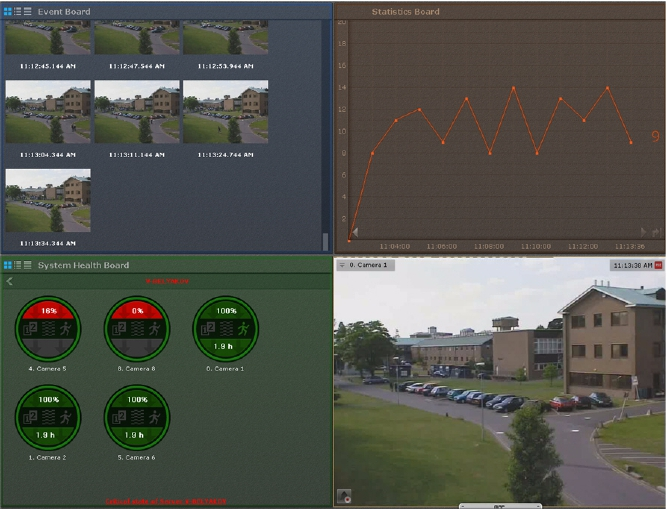 Event Board
11:12:45.144 AM
11:12:47.544 AM
11:12:53.944 AM
11:13:04.344 AM
11:13:11.144 AM
11:13:24.744 AM
11:13:34.344 AM
Statistics Board
20
18
16
14
12
10
8
6
4
2
9
11:04:00
11:06:00
11:08:00
11:10:00
11:12:00
11:13:36
System Health Board
16%
0%
100%
1.9 h
4. Camera 5
8. Camera 8
0. Camera 1
100%
100%
1.9 h
1.9 h
1. Camera 2
5. Camera 6
0. Camera 1
11:13:38 AM